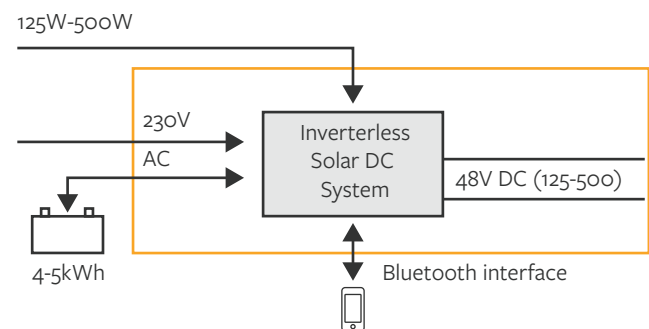 125W-500W
230V
AC
Inverterless
Solar DC
System
48V DC (125-500)
4-5kWh
Bluetooth interface